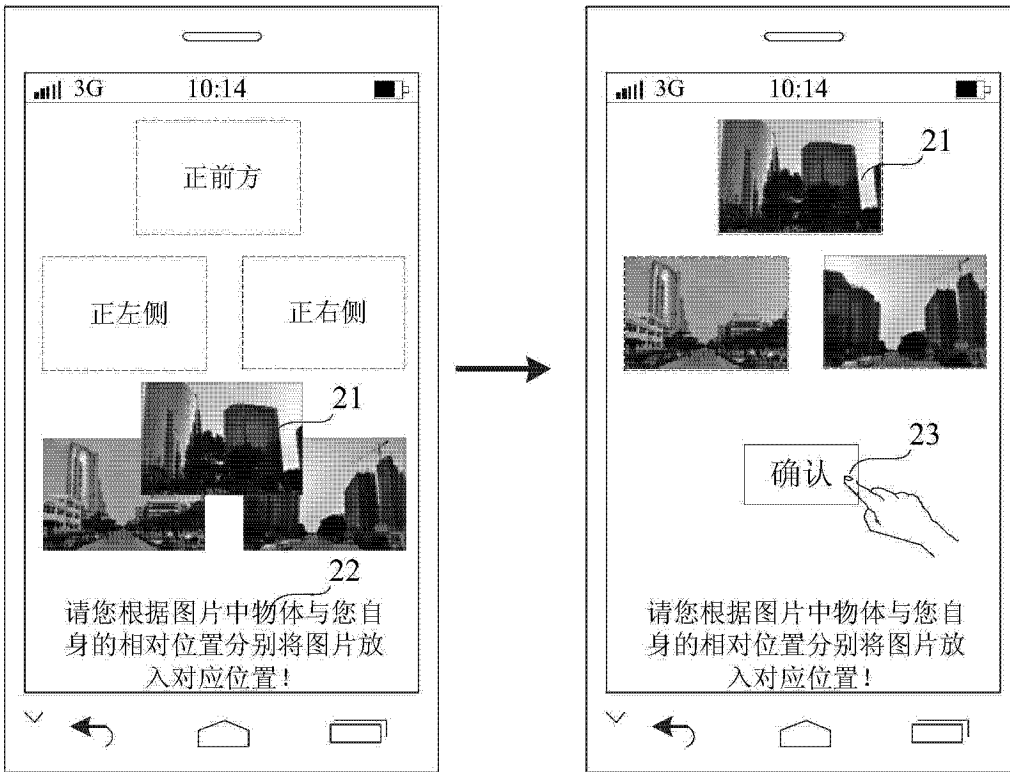 3G 10:14
正前方
正左侧 正右侧
21
22
请您根据图片中物体与您自
身的相对位置分别将图片放
入对应位置！
3G 10:14
21
23
确认
请您根据图片中物体与您自
身的相对位置分别将图片放
入对应位置！